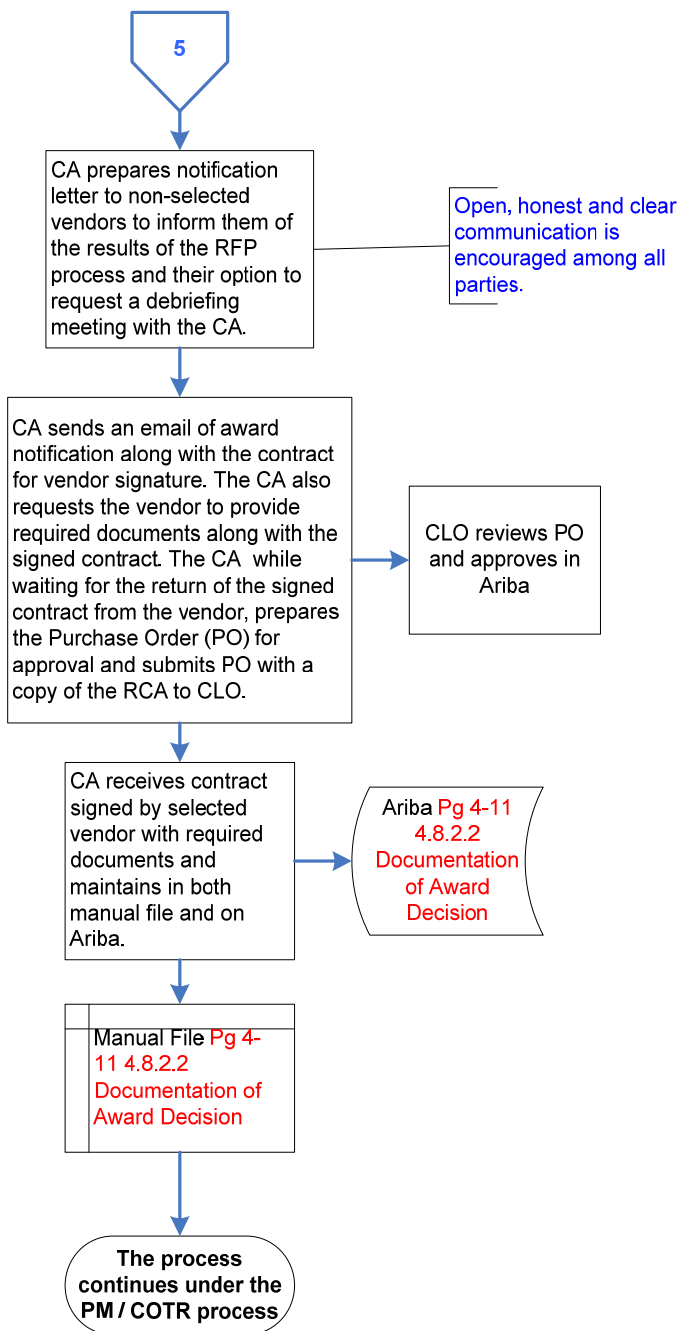 5
CA prepares notification
letter to non-selected
vendors to inform them of
the results of the RFP
process and their option to
request a debriefing
meeting with the CA.
Open, honest and clear
communication is
encouraged among all
parties.
CA sends an email of award
notification along with the contract
for vendor signature. The CA also
requests the vendor to provide
required documents along with the
signed contract. The CA  while
waiting for the return of the signed
contract from the vendor, prepares
the Purchase Order (PO) for
approval and submits PO with a
copy of the RCA to CLO.
CLO reviews PO
and approves in
Ariba
CA receives contract
signed by selected
vendor with required
documents and
maintains in both
manual file and on
Ariba.
Ariba Pg 4-11
4.8.2.2
Documentation
of Award
Decision
Manual File Pg 4-
11 4.8.2.2
Documentation of
Award Decision
The process
continues under the
PM / COTR process